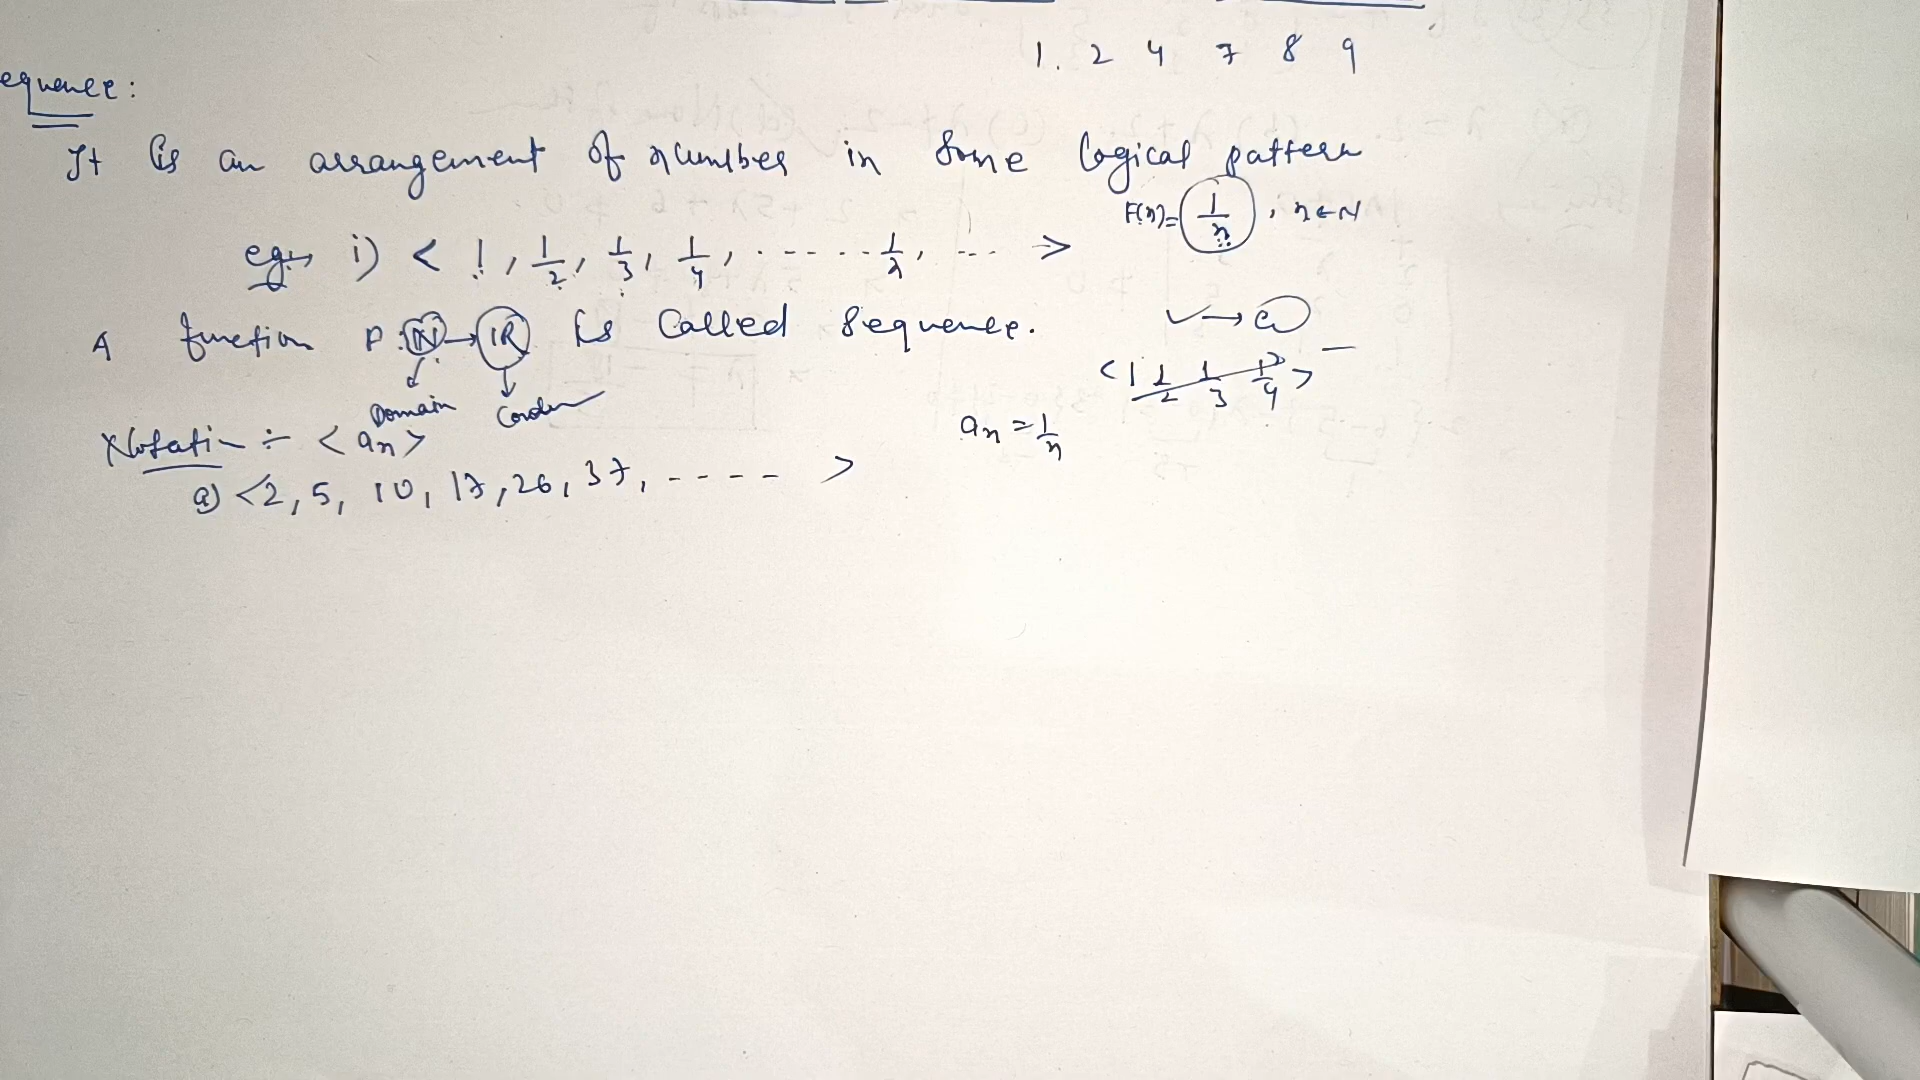 1. 2 4 7 8 9
equence:
It is an arrangement of number in some logical pattern
F(n)= 1/n , n∈N
eg:→ i) < 1, 1/2, 1/3, 1/4, ........ 1/n, ... >
A function F: N→IR is called sequence.
Domain
<1 1/2 1/3 1/4>
Notation ÷ <an>
an = 1/n
a) <2, 5, 10, 17, 26, 37, ----- >